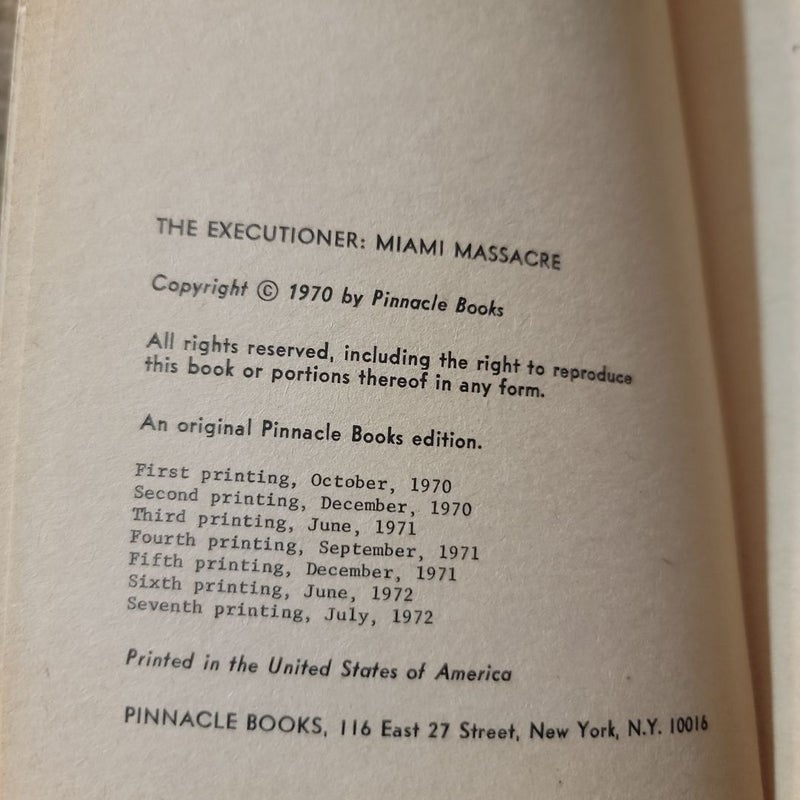 THE EXECUTIONER: MIAMI MASSACRE
Copyright © 1970 by Pinnacle Books
All rights reserved, including the right to reproduce
this book or portions thereof in any form.
An original Pinnacle Books edition.
First printing, October, 1970
Second printing, December, 1970
Third printing, June, 1971
Fourth printing, September, 1971
Fifth printing, December, 1971
Sixth printing, June, 1972
Seventh printing, July, 1972
Printed in the United States of America
PINNACLE BOOKS, 116 East 27 Street, New York, N.Y. 10016